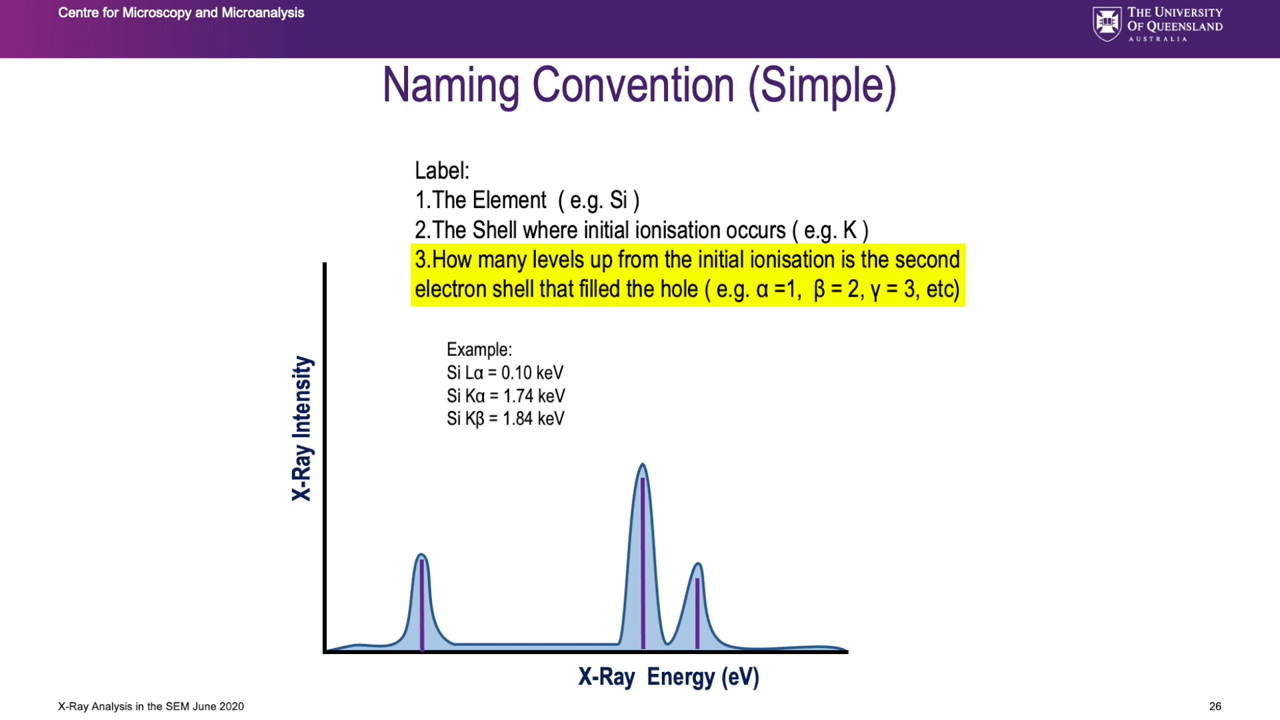 Centre for Microscopy and Microanalysis
THE UNIVERSITY
OF QUEENSLAND
AUSTRALIA
Naming Convention (Simple)
Label:
1.The Element ( e.g. Si )
2.The Shell where initial ionisation occurs ( e.g. K )
3.How many levels up from the initial ionisation is the second
electron shell that filled the hole ( e.g. α =1, β = 2, γ = 3, etc)
Example:
Si Lα = 0.10 keV
Si Kα = 1.74 keV
Si Kβ = 1.84 keV
X-Ray Intensity
X-Ray Energy (eV)
X-Ray Analysis in the SEM June 2020
26